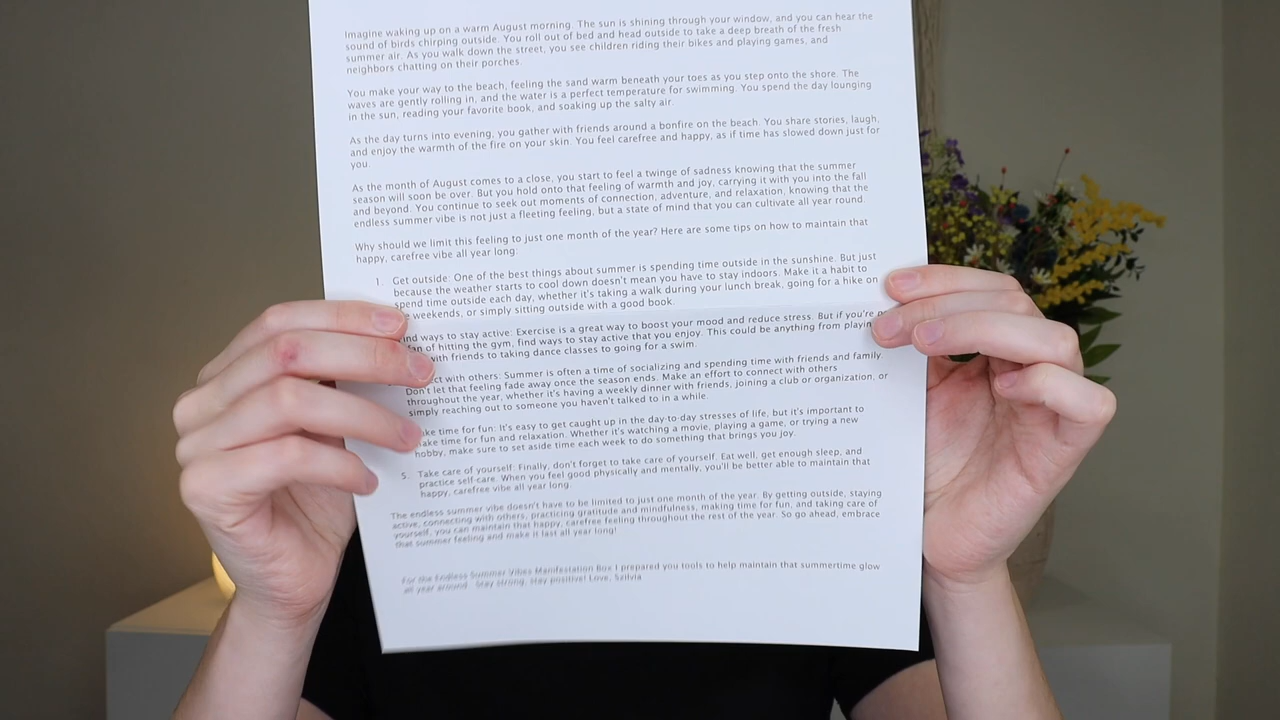 Imagine waking up on a warm August morning. The sun is shining through your window, and you can hear the
sound of birds chirping outside. You roll out of bed and head outside to take a deep breath of the fresh
summer air. As you walk down the street, you see children riding their bikes and playing games, and
neighbors chatting on their porches.
You make your way to the beach, feeling the sand warm beneath your toes as you step onto the shore. The
waves are gently rolling in, and the water is a perfect temperature for swimming. You spend the day lounging
in the sun, reading your favorite book, and soaking up the salty air.
As the day turns into evening, you gather with friends around a bonfire on the beach. You share stories, laugh,
and enjoy the warmth of the fire on your skin. You feel carefree and happy, as if time has slowed down just for
you.
As the month of August comes to a close, you start to feel a twinge of sadness knowing that the summer
season will soon be over. But you hold onto that feeling of warmth and joy, carrying it with you into the fall
and beyond. You continue to seek out moments of connection, adventure, and relaxation, knowing that the
endless summer vibe is not just a fleeting feeling, but a state of mind that you can cultivate all year round.
Why should we limit this feeling to just one month of the year? Here are some tips on how to maintain that
happy, carefree vibe all year long:
1. Get outside: One of the best things about summer is spending time outside in the sunshine. But just
because the weather starts to cool down doesn't mean you have to stay indoors. Make it a habit to
spend time outside each day, whether it's taking a walk during your lunch break, going for a hike on
weekends, or simply sitting outside with a good book.
ways to stay active: Exercise is a great way to boost your mood and reduce stress. But if you're
fan of hitting the gym, find ways to stay active that you enjoy. This could be anything from
with friends to taking dance classes to going for a swim.
with others: Summer is often a time of socializing and spending time with friends and family.
Don't let that feeling fade away once the season ends. Make an effort to connect with others
throughout the year, whether it's having a weekly dinner with friends, joining a club or organization, or
simply reaching out to someone you haven't talked to in a while.
time for fun: It's easy to get caught up in the day-to-day stresses of life, but it's important to
time for fun and relaxation. Whether it's watching a movie, playing a game, or trying a new
hobby, make sure to set aside time each week to do something that brings you joy.
5. Take care of yourself: Finally, don't forget to take care of yourself. Eat well, get enough sleep, and
practice self-care. When you feel good physically and mentally, you'll be better able to maintain that
happy, carefree vibe all year long.
The endless summer vibe doesn't have to be limited to just one month of the year. By getting outside, staying
active, connecting with others, practicing gratitude and mindfulness, making time for fun, and taking care of
yourself, you can maintain that happy, carefree feeling throughout the rest of the year. So go ahead, embrace
that summer feeling and make it last all year long!
For the Endless Summer Vibes Manifestation Box I prepared you tools to help maintain that summertime glow
all year around. Stay strong, stay positive! Love, Szilvia